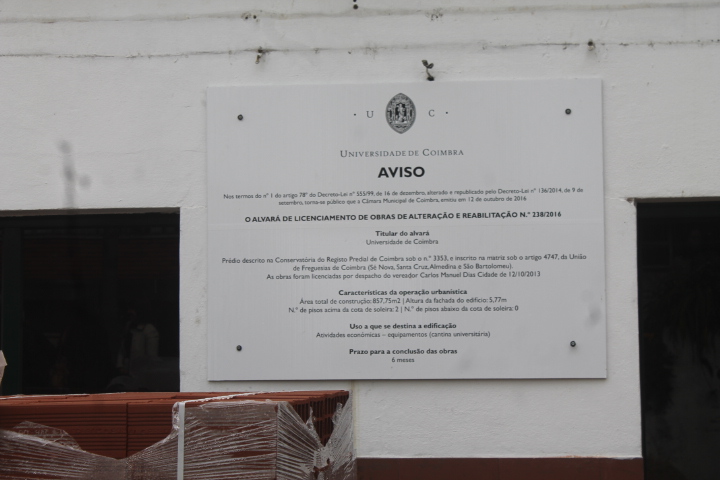 U C
UNIVERSIDADE DE COIMBRA
AVISO
Nos termos do nº 1 do artigo 78º do Decreto-Lei nº 555/99, de 16 de dezembro, alterado e republicado pelo Decreto-Lei nº 136/2014, de 9 de
setembro, torna-se público que a Câmara Municipal de Coimbra, emitiu em 12 de outubro de 2016
O ALVARÁ DE LICENCIAMENTO DE OBRAS DE ALTERAÇÃO E REABILITAÇÃO N.º 238/2016
Titular do alvará
Universidade de Coimbra
Prédio descrito na Conservatória do Registo Predial de Coimbra sob o n.º 3353, e inscrito na matriz sob o artigo 4747, da União
de Freguesias de Coimbra (Sé Nova, Santa Cruz, Almedina e São Bartolomeu).
As obras foram licenciadas por despacho do vereador Carlos Manuel Dias Cidade de 12/10/2013
Características da operação urbanística
Área total de construção: 857,75m2 | Altura da fachada do edifício: 5,77m
N.º de pisos acima da cota de soleira: 2 | N.º de pisos abaixo da cota de soleira: 0
Uso a que se destina a edificação
Atividades económicas – equipamentos (cantina universitária)
Prazo para a conclusão das obras
6 meses